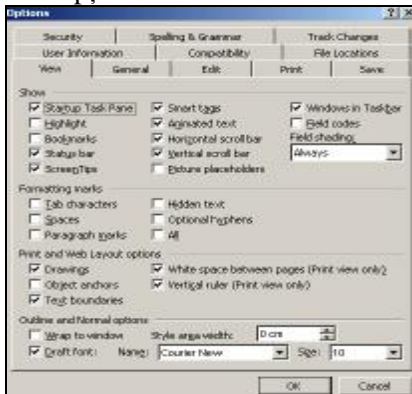 Options
Security Spelling & Grammar Track Changes
User Information Compatibility File Locations
View General Edit Print Save
Show
Startup Task Pane Smart tags Windows in Taskbar
Highlight Animated text Field codes
Bookmarks Horizontal scroll bar Field shading:
Status bar Vertical scroll bar Always
ScreenTips Picture placeholders
Formatting marks
Tab characters Hidden text
Spaces Optional hyphens
Paragraph marks All
Print and Web Layout options
Drawings White space between pages (Print view only)
Object anchors Vertical ruler (Print view only)
Text boundaries
Outline and Normal options
Wrap to window Style area width: 0 cm
Draft font: Name: Courier New Size: 10
OK Cancel